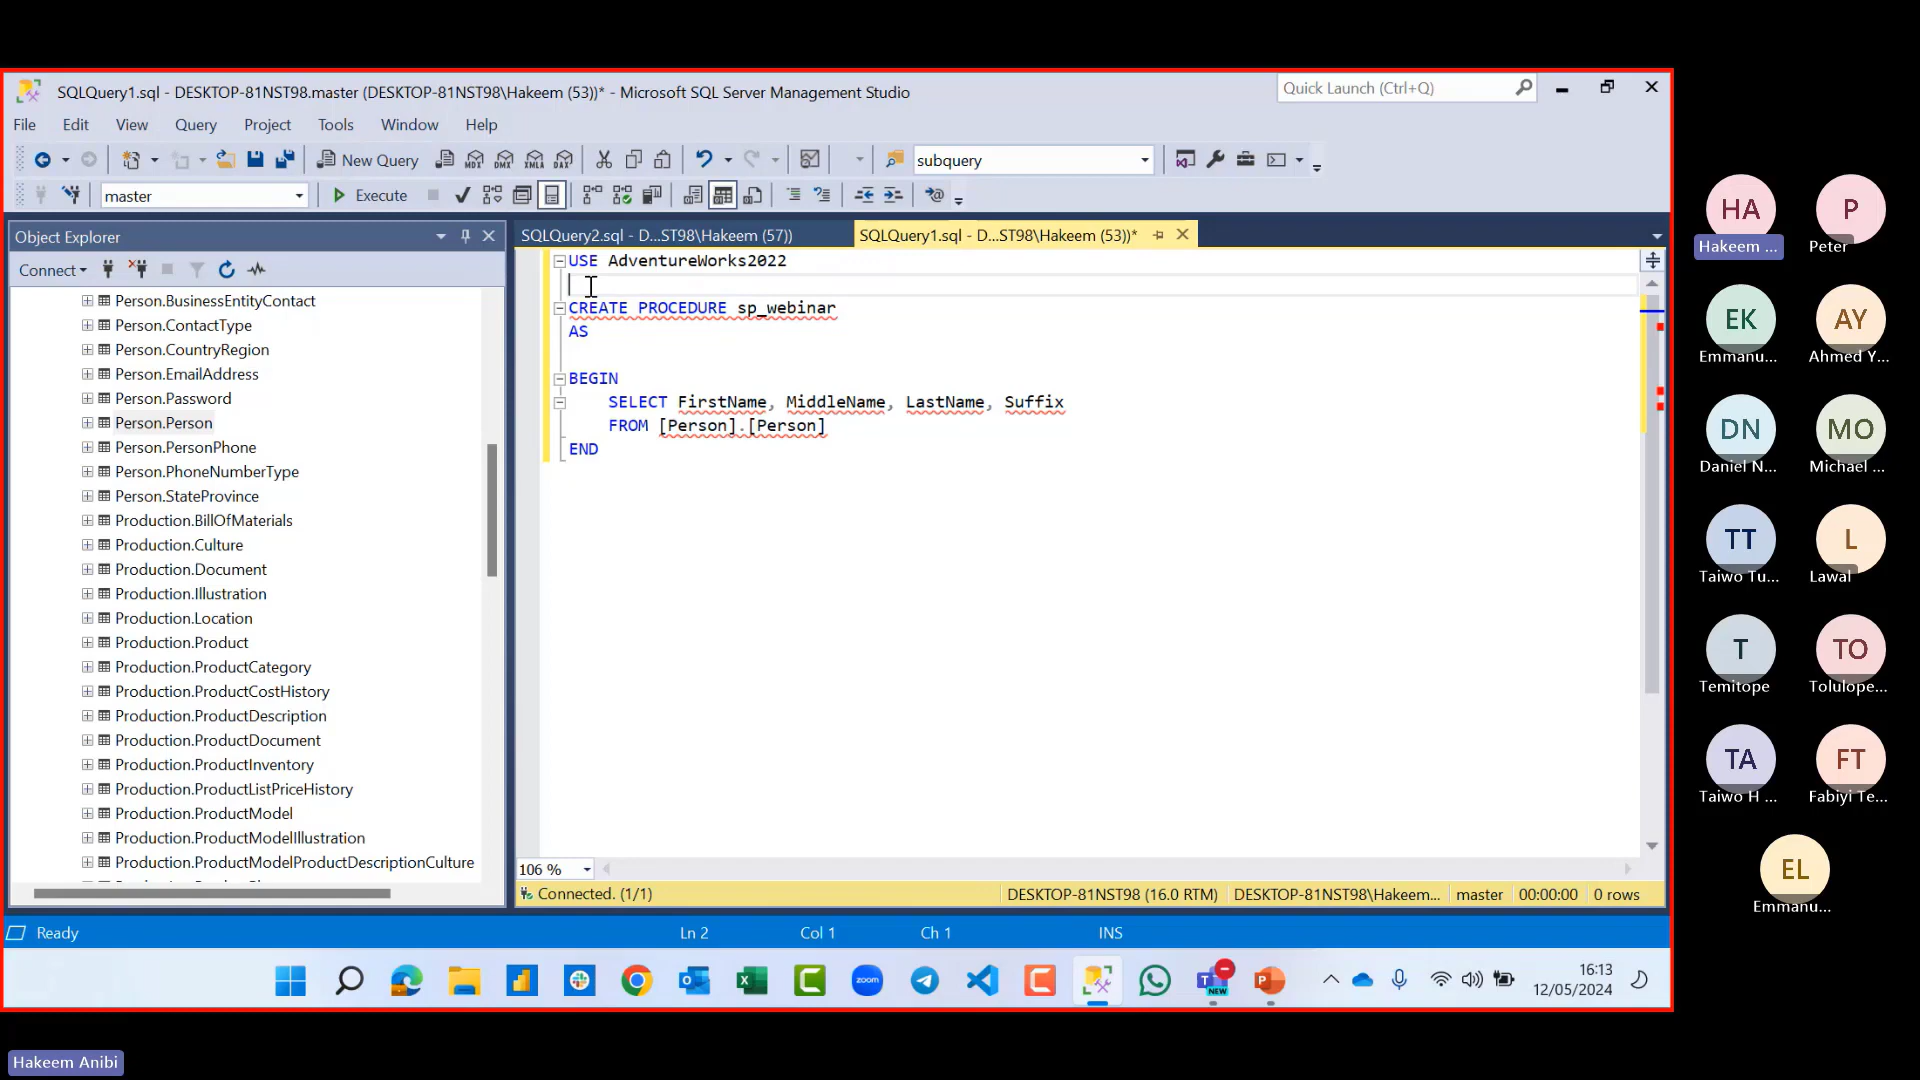 SQLQuery1.sql - DESKTOP-81NST98.master (DESKTOP-81NST98\Hakeem (53))* - Microsoft SQL Server Management Studio
Quick Launch (Ctrl+Q)
File Edit View Query Project Tools Window Help
New Query MDX DMX XMLA DAX subquery
master Execute
Object Explorer
SQLQuery2.sql - D...ST98\Hakeem (57))
SQLQuery1.sql - D...ST98\Hakeem (53))*
Connect
Person.BusinessEntityContact
Person.ContactType
Person.CountryRegion
Person.EmailAddress
Person.Password
Person.Person
Person.PersonPhone
Person.PhoneNumberType
Person.StateProvince
Production.BillOfMaterials
Production.Culture
Production.Document
Production.Illustration
Production.Location
Production.Product
Production.ProductCategory
Production.ProductCostHistory
Production.ProductDescription
Production.ProductDocument
Production.ProductInventory
Production.ProductListPriceHistory
Production.ProductModel
Production.ProductModelIllustration
Production.ProductModelProductDescriptionCulture
USE AdventureWorks2022
CREATE PROCEDURE sp_webinar
AS
BEGIN
SELECT FirstName, MiddleName, LastName, Suffix
FROM [Person].[Person]
END
106 %
Connected. (1/1)
DESKTOP-81NST98 (16.0 RTM) DESKTOP-81NST98\Hakeem... master 00:00:00 0 rows
Ready Ln 2 Col 1 Ch 1 INS
zoom
NEW
16:13
12/05/2024
HA
Hakeem ...
P
Peter
EK
Emmanu...
AY
Ahmed Y...
DN
Daniel N...
MO
Michael ...
TT
Taiwo Tu...
L
Lawal
T
Temitope
TO
Tolulope...
TA
Taiwo H ...
FT
Fabiyi Te...
EL
Emmanu...
Hakeem Anibi